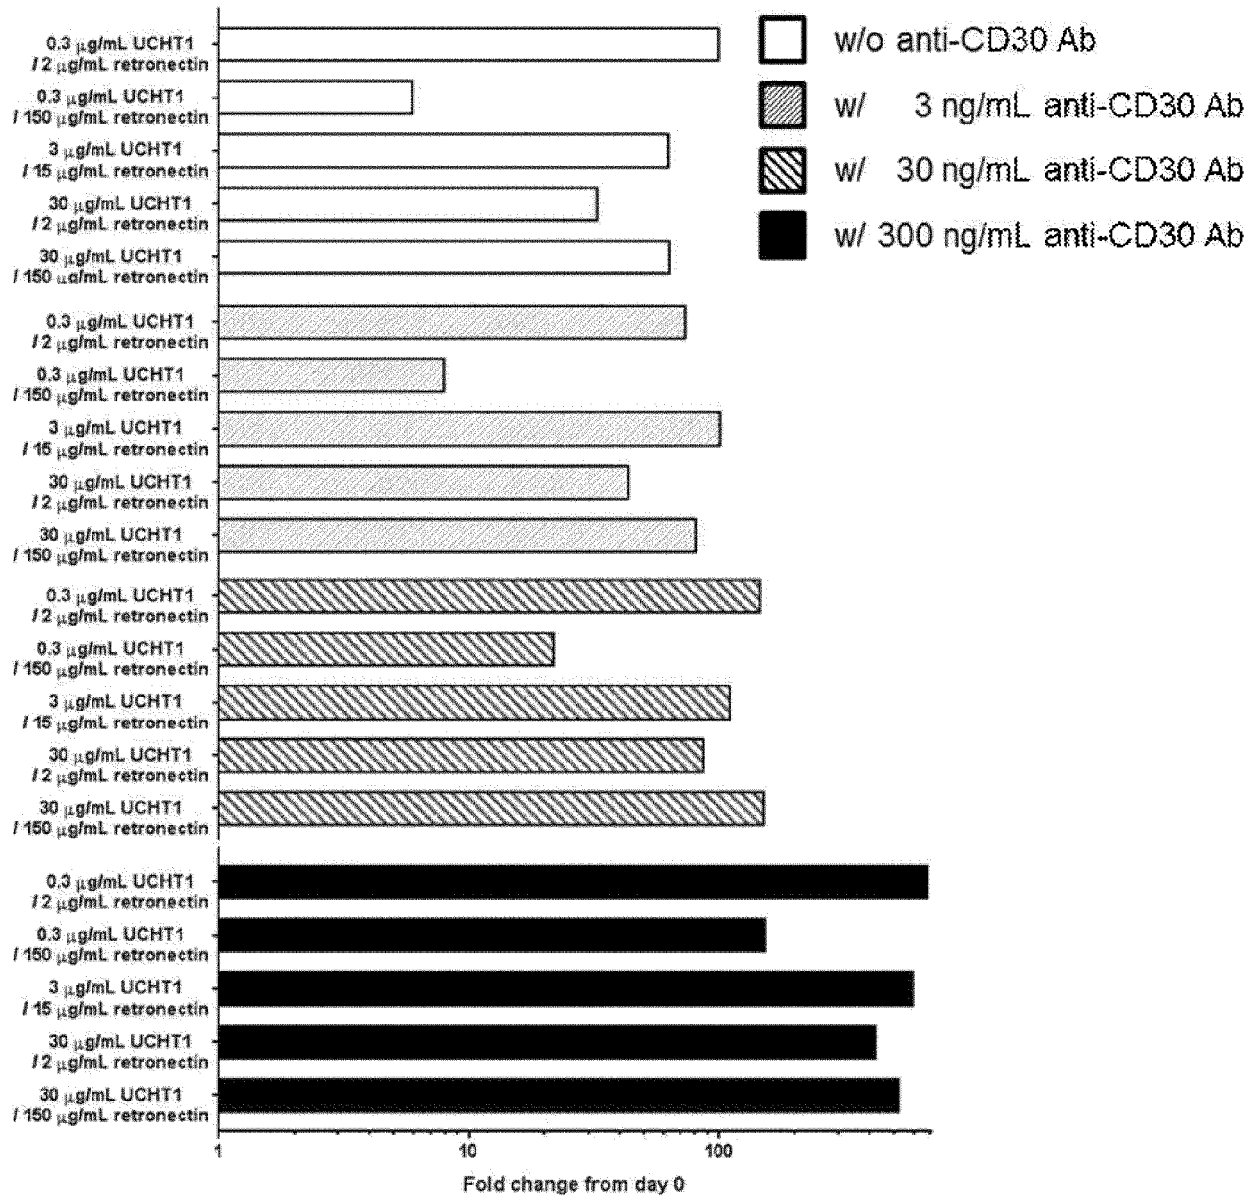 0.3 μg/mL UCHT1
/ 2 μg/mL retronectin
0.3 μg/mL UCHT1
/ 150 μg/mL retronectin
3 μg/mL UCHT1
/ 15 μg/mL retronectin
30 μg/mL UCHT1
/ 2 μg/mL retronectin
30 μg/mL UCHT1
/ 150 μg/mL retronectin
0.3 μg/mL UCHT1
/ 2 μg/mL retronectin
0.3 μg/mL UCHT1
/ 150 μg/mL retronectin
3 μg/mL UCHT1
/ 15 μg/mL retronectin
30 μg/mL UCHT1
/ 2 μg/mL retronectin
30 μg/mL UCHT1
/ 150 μg/mL retronectin
0.3 μg/mL UCHT1
/ 2 μg/mL retronectin
0.3 μg/mL UCHT1
/ 150 μg/mL retronectin
3 μg/mL UCHT1
/ 15 μg/mL retronectin
30 μg/mL UCHT1
/ 2 μg/mL retronectin
30 μg/mL UCHT1
/ 150 μg/mL retronectin
0.3 μg/mL UCHT1
/ 2 μg/mL retronectin
0.3 μg/mL UCHT1
/ 150 μg/mL retronectin
3 μg/mL UCHT1
/ 15 μg/mL retronectin
30 μg/mL UCHT1
/ 2 μg/mL retronectin
30 μg/mL UCHT1
/ 150 μg/mL retronectin
1 10 100
Fold change from day 0
w/o anti-CD30 Ab
w/ 3 ng/mL anti-CD30 Ab
w/ 30 ng/mL anti-CD30 Ab
w/ 300 ng/mL anti-CD30 Ab